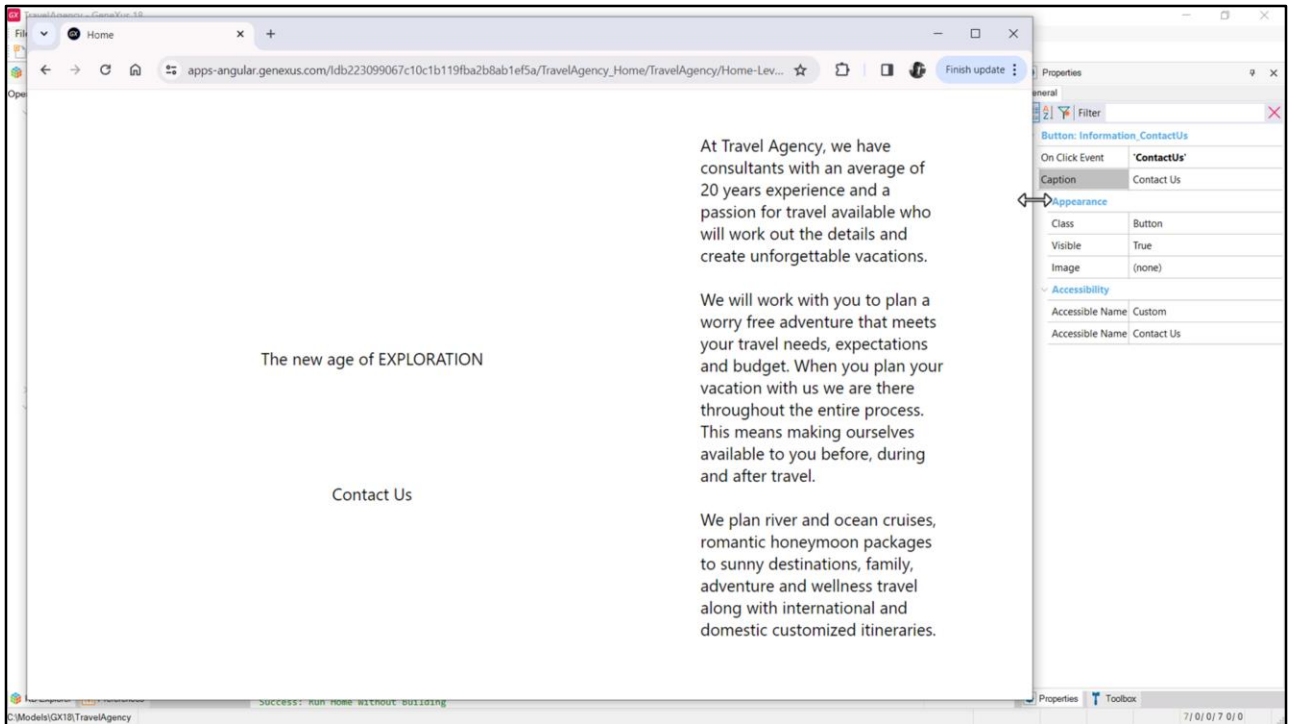 TravelAgency - GeneXus 18
Home
apps-angular.genexus.com/Idb223099067c10c1b119fba2b8ab1ef5a/TravelAgency_Home/TravelAgency/Home-Lev...
Finish update
At Travel Agency, we have
consultants with an average of
20 years experience and a
passion for travel available who
will work out the details and
create unforgettable vacations.
We will work with you to plan a
worry free adventure that meets
your travel needs, expectations
and budget. When you plan your
vacation with us we are there
throughout the entire process.
This means making ourselves
available to you before, during
and after travel.
We plan river and ocean cruises,
romantic honeymoon packages
to sunny destinations, family,
adventure and wellness travel
along with international and
domestic customized itineraries.
The new age of EXPLORATION
Contact Us
Properties
Filter
Button: Information_ContactUs
On Click Event 'ContactUs'
Caption Contact Us
Appearance
Class Button
Visible True
Image (none)
Accessibility
Accessible Name Custom
Accessible Name Contact Us
Success: Run Home Without Building
Properties Toolbox
C:\Models\GX18\TravelAgency
7/0/0/7 0/0